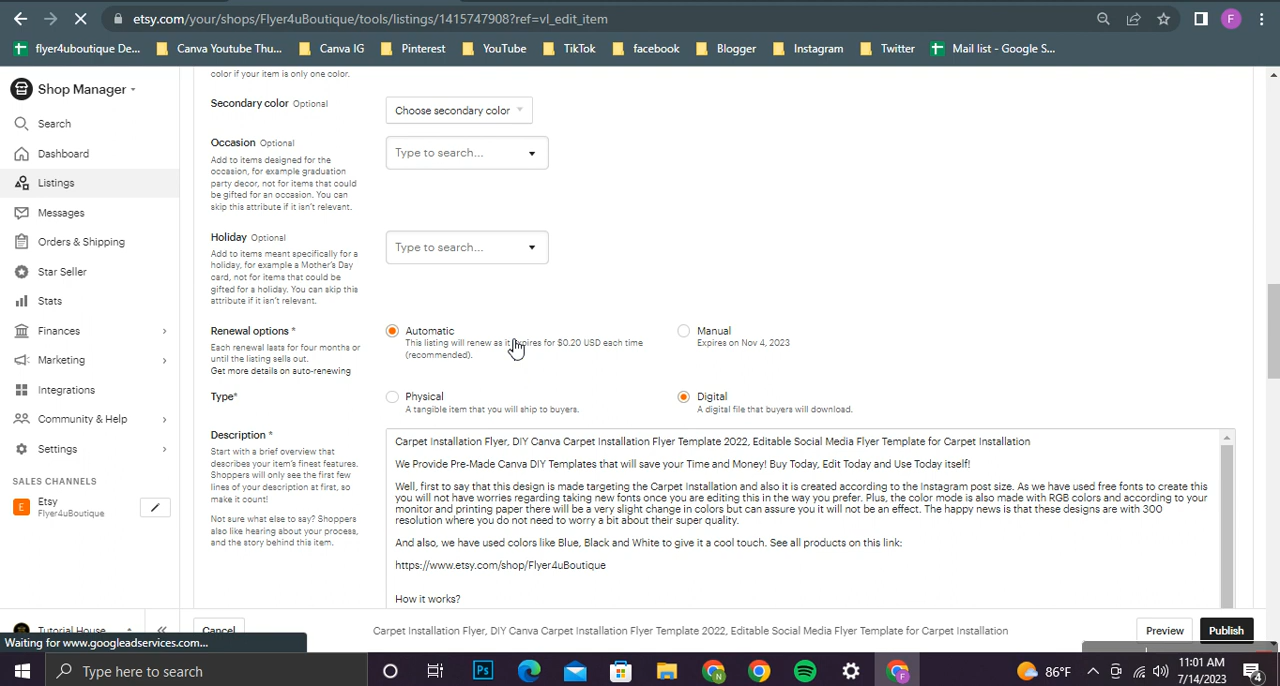 etsy.com/your/shops/Flyer4uBoutique/tools/listings/1415747908?ref=vl_edit_item
F
flyer4uboutique De...
Canva Youtube Thu...
Canva IG
Pinterest
YouTube
TikTok
facebook
Blogger
Instagram
Twitter
Mail list - Google S...
Shop Manager
Search
Dashboard
Listings
Messages
Orders & Shipping
Star Seller
Stats
Finances
Marketing
Integrations
Community & Help
Settings
SALES CHANNELS
E
Etsy
Flyer4uBoutique
Tutorial House
color if your item is only one color.
Secondary color Optional
Choose secondary color
Occasion Optional
Add to items designed for the
occasion, for example graduation
party decor, not for items that could
be gifted for an occasion. You can
skip this attribute if it isn't relevant.
Type to search...
Holiday Optional
Add to items meant specifically for a
holiday, for example a Mother's Day
card, not for items that could be
gifted for a holiday. You can skip this
attribute if it isn't relevant.
Type to search...
Renewal options *
Each renewal lasts for four months or
until the listing sells out.
Get more details on auto-renewing
Automatic
This listing will renew as it expires for $0.20 USD each time
(recommended).
Manual
Expires on Nov 4, 2023
Type*
Physical
A tangible item that you will ship to buyers.
Digital
A digital file that buyers will download.
Description *
Start with a brief overview that
describes your item's finest features.
Shoppers will only see the first few
lines of your description at first, so
make it count!
Not sure what else to say? Shoppers
also like hearing about your process,
and the story behind this item.
Carpet Installation Flyer, DIY Canva Carpet Installation Flyer Template 2022, Editable Social Media Flyer Template for Carpet Installation
We Provide Pre-Made Canva DIY Templates that will save your Time and Money! Buy Today, Edit Today and Use Today itself!
Well, first to say that this design is made targeting the Carpet Installation and also it is created according to the Instagram post size. As we have used free fonts to create this
you will not have worries regarding taking new fonts once you are editing this in the way you prefer. Plus, the color mode is also made with RGB colors and according to your
monitor and printing paper there will be a very slight change in colors but can assure you it will not be an effect. The happy news is that these designs are with 300
resolution where you do not need to worry a bit about their super quality.
And also, we have used colors like Blue, Black and White to give it a cool touch. See all products on this link:
https://www.etsy.com/shop/Flyer4uBoutique
How it works?
Cancel
Carpet Installation Flyer, DIY Canva Carpet Installation Flyer Template 2022, Editable Social Media Flyer Template for Carpet Installation
Preview
Publish
Waiting for www.googleadservices.com...
Type here to search
Ps
N
F
86°F
11:01 AM
7/14/2023
4